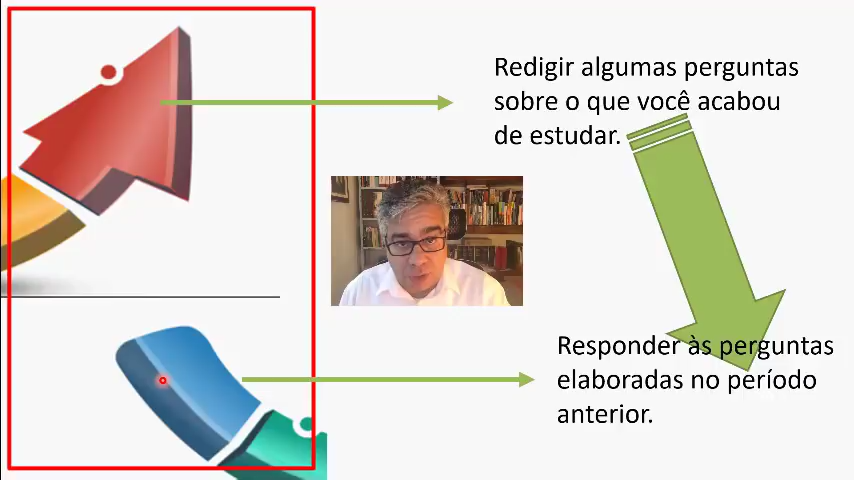 Redigir algumas perguntas
sobre o que você acabou
de estudar.
Responder às perguntas
elaboradas no período
anterior.